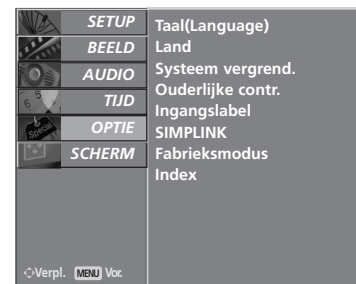 SETUP
BEELD
AUDIO
TIJD
OPTIE
SCHERM
Taal(Language)
Land
Systeem vergrend.
Ouderlijke contr.
Ingangslabel
SIMPLINK
Fabrieksmodus
Index
Verpl. MENU Vor.
Special